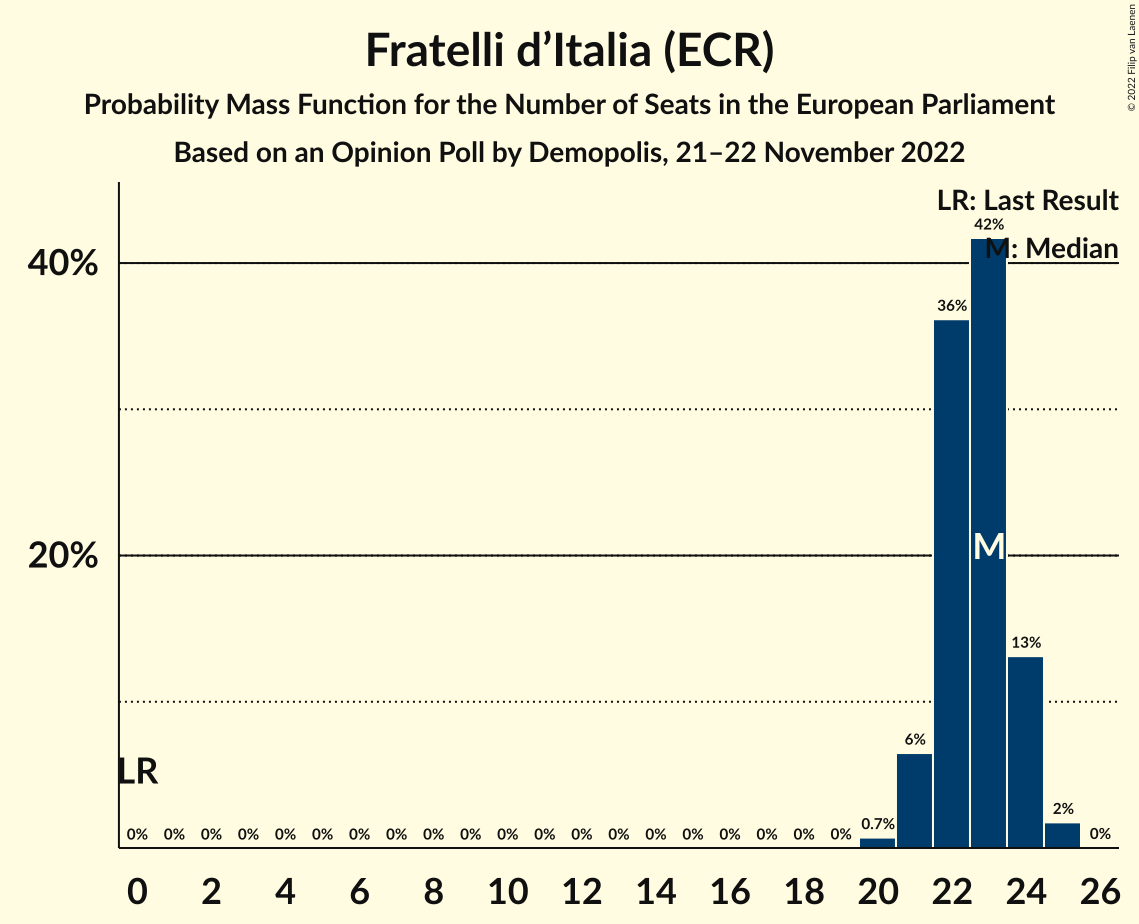 Fratelli d’Italia (ECR)
Probability Mass Function for the Number of Seats in the European Parliament
Based on an Opinion Poll by Demopolis, 21–22 November 2022
© 2022 Filip van Laenen
LR: Last Result
M: Median
42%
40%
36%
20%
M
13%
6%
LR
2%
0.7%
0% 0% 0% 0% 0% 0% 0% 0% 0% 0% 0% 0% 0% 0% 0% 0% 0% 0% 0% 0% 0%
0 2 4 6 8 10 12 14 16 18 20 22 24 26